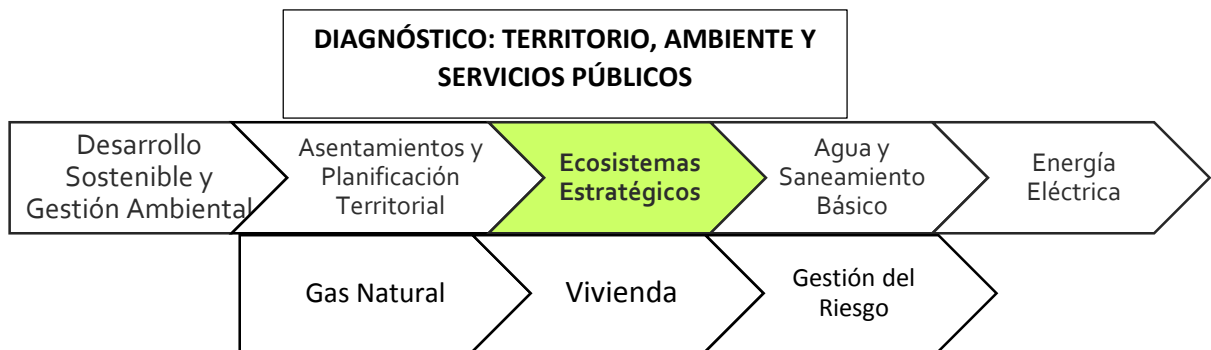 DIAGNÓSTICO: TERRITORIO, AMBIENTE Y
SERVICIOS PÚBLICOS
Desarrollo
Sostenible y
Gestión Ambiental
Asentamientos y
Planificación
Territorial
Ecosistemas
Estratégicos
Agua y
Saneamiento
Básico
Energía
Eléctrica
Gas Natural
Vivienda
Gestión del
Riesgo